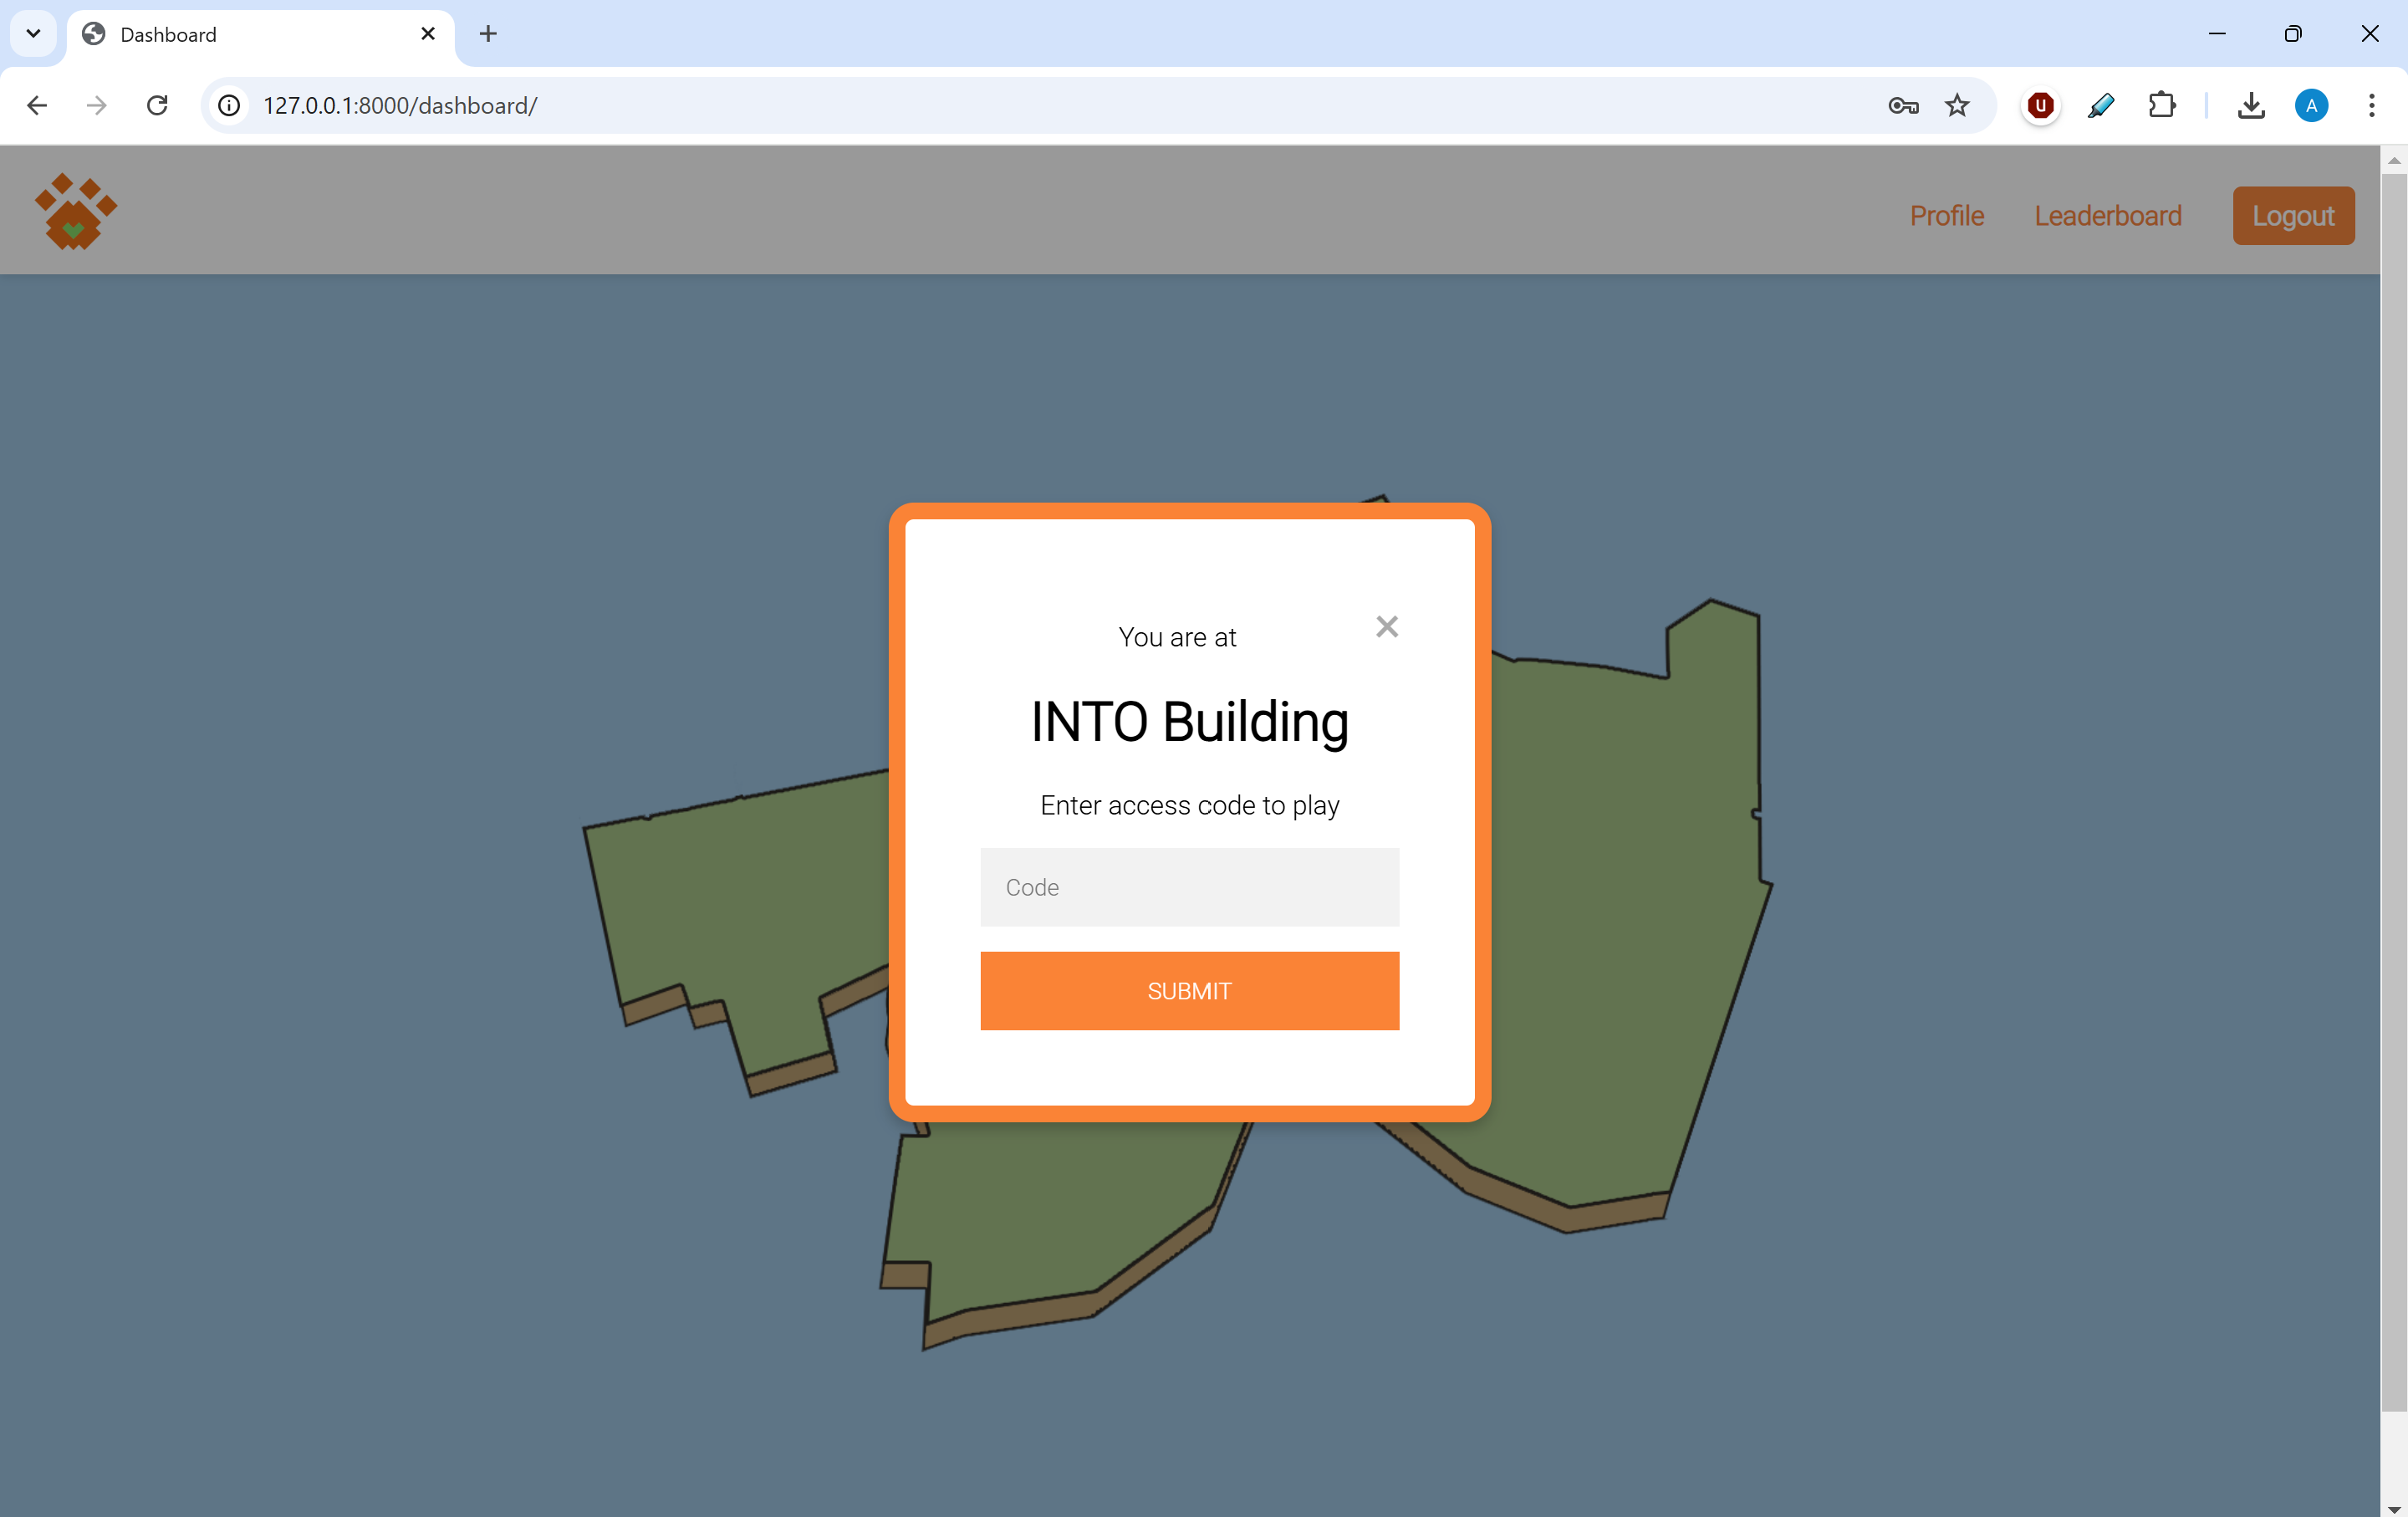 Dashboard
127.0.0.1:8000/dashboard/
U
A
Profile
Leaderboard
Logout
You are at
INTO Building
Enter access code to play
Code
SUBMIT